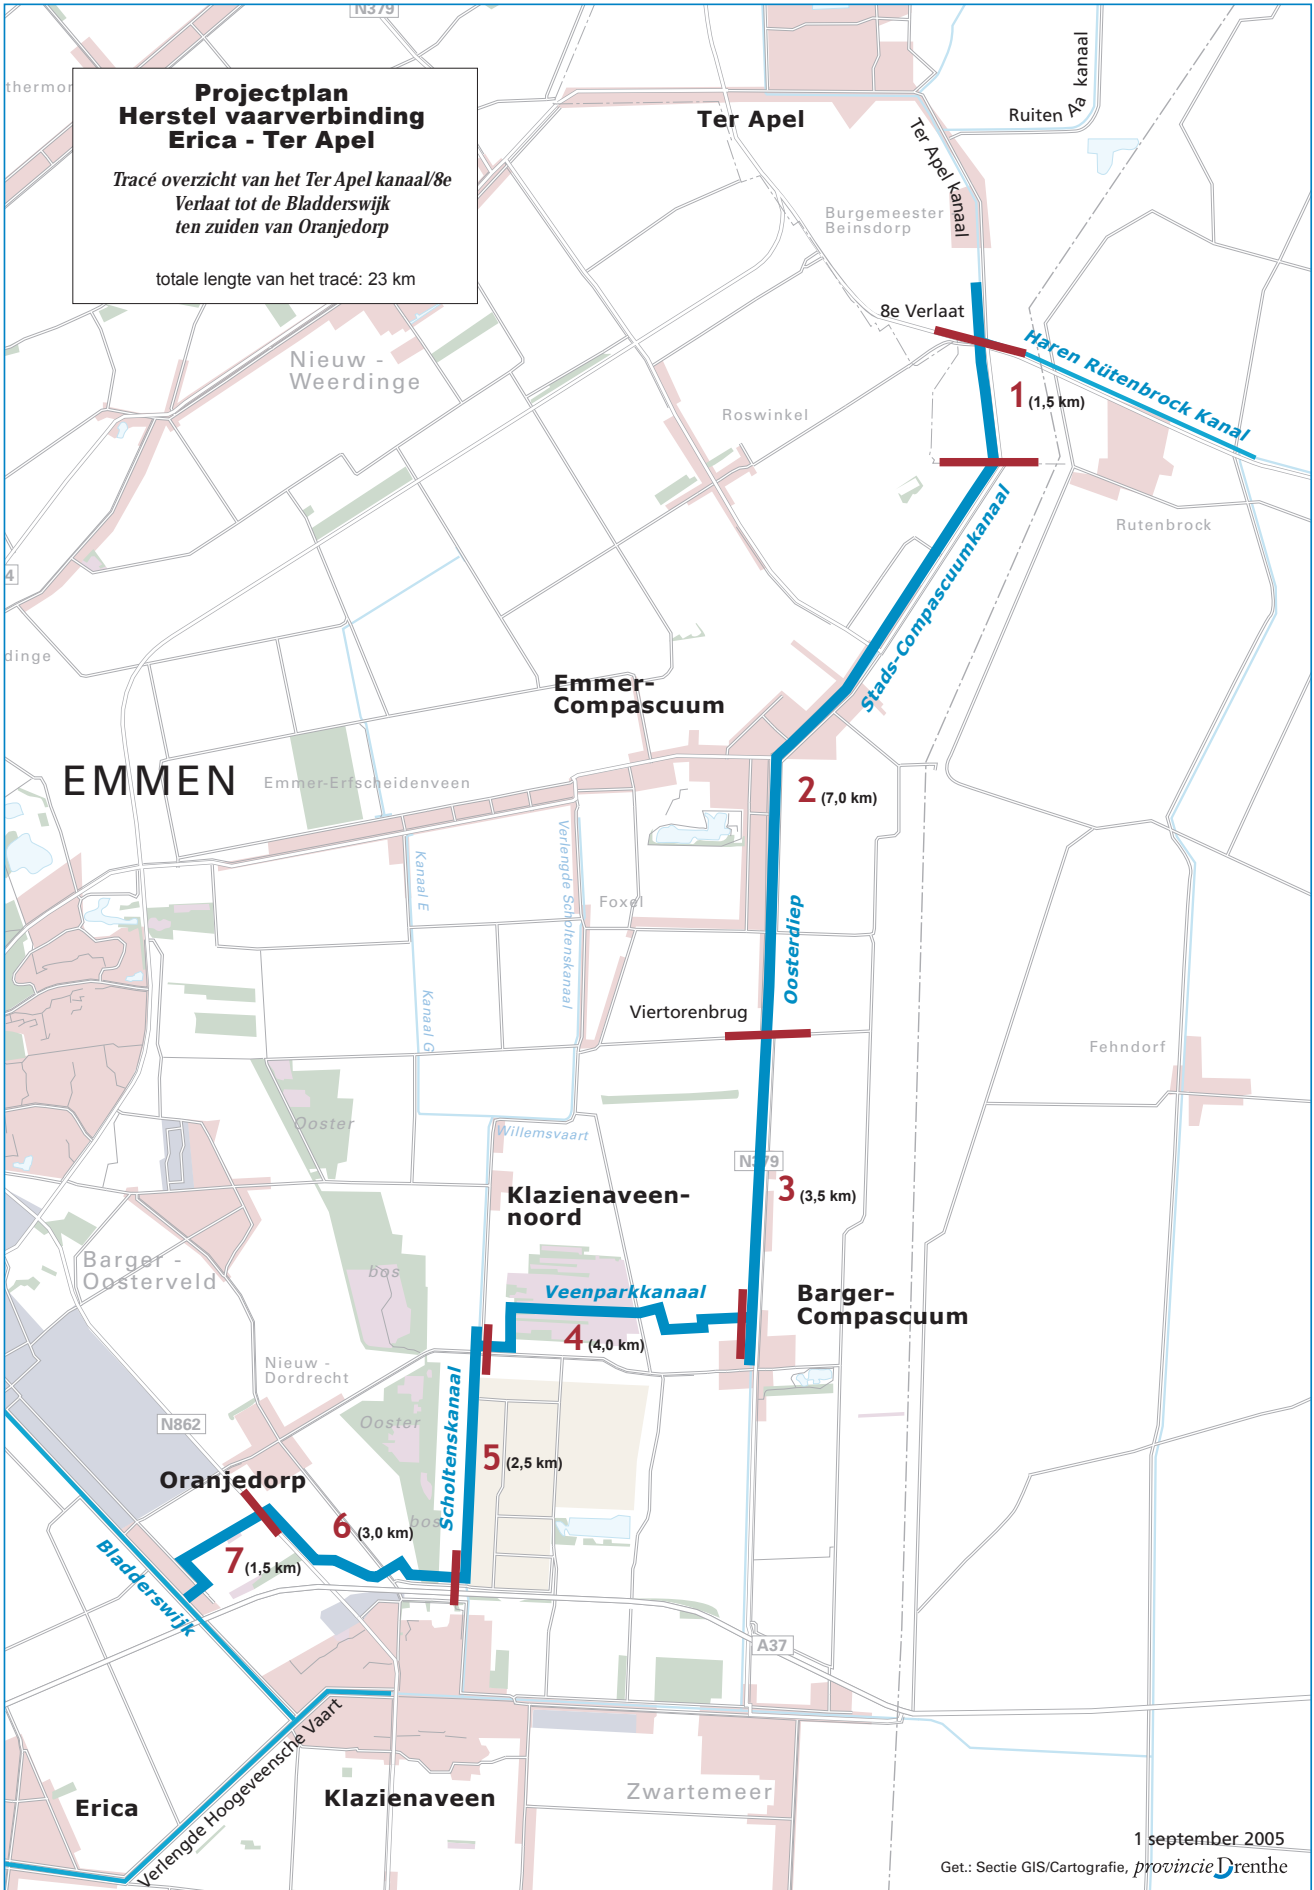 N379
thermor
Projectplan
Herstel vaarverbinding
Erica - Ter Apel
Tracé overzicht van het Ter Apel kanaal/8e
Verlaat tot de Bladderswijk
ten zuiden van Oranjedorp
totale lengte van het tracé: 23 km
Ter Apel
Ruiten Aa kanaal
Ter Apel kanaal
Burgemeester
Beinsdorp
8e Verlaat
Haren Rütenbrock Kanal
Nieuw -
Weerdinge
1 (1,5 km)
Roswinkel
Rutenbrock
4
Stads-Compascuumkanaal
dinge
Emmer-
Compascuum
EMMEN
Emmer-Erfscheidenveen
2 (7,0 km)
Kanaal E
Verlengde Scholtenskanaal
Foxel
Oosterdiep
Kanaal G
Viertorenbrug
Fehndorf
Ooster
Willemsvaart
N379
Klazienaveen-
noord
3 (3,5 km)
Barger -
Oosterveld
bos
Veenparkkanaal
Barger-
Compascuum
4 (4,0 km)
Nieuw -
Dordrecht
Scholtenskanaal
N862
Ooster
5 (2,5 km)
Oranjedorp
6 (3,0 km)
bos
7 (1,5 km)
Bladderswijk
A37
Verlengde Hoogeveensche Vaart
Zwartemeer
Klazienaveen
Erica
1 september 2005
Get.: Sectie GIS/Cartografie, provincie Drenthe